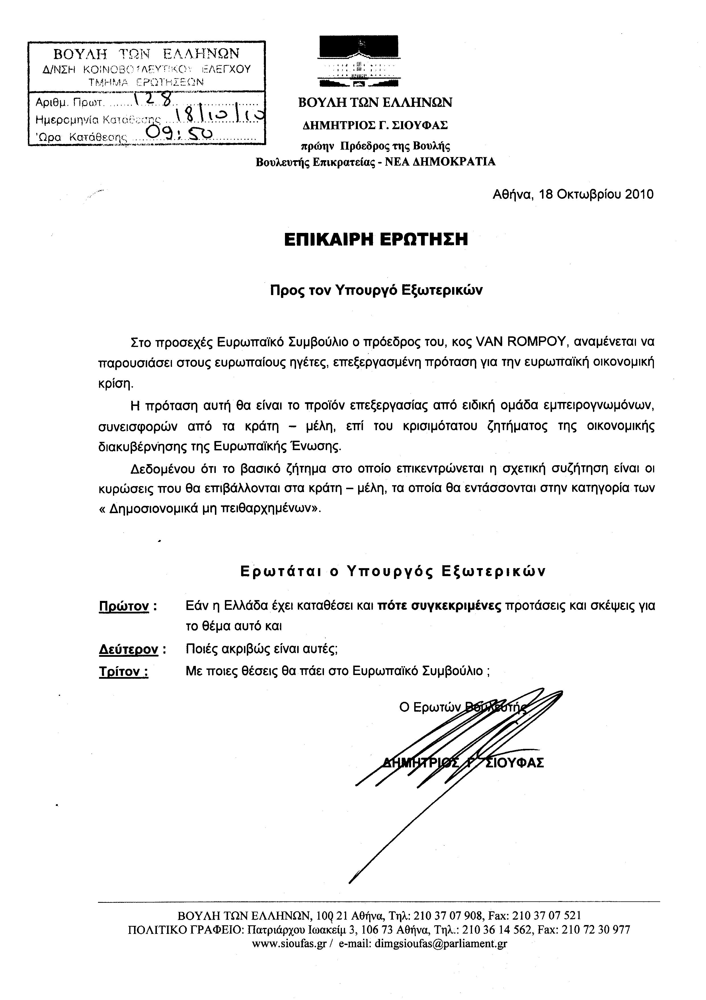 ΒΟΥΛΗ ΤΩΝ ΕΛΛΗΝΩΝ
Δ/ΝΣΗ ΚΟΙΝΟΒΟΥΛΕΥΤΙΚΟΥ ΕΛΕΓΧΟΥ
ΤΜΗΜΑ ΕΡΩΤΗΣΕΩΝ
Αριθμ. Πρωτ. 128
Ημερομηνία Κατάθεσης 18/10/10
Ώρα Κατάθεσης 09:50
ΒΟΥΛΗ ΤΩΝ ΕΛΛΗΝΩΝ
ΔΗΜΗΤΡΙΟΣ Γ. ΣΙΟΥΦΑΣ
πρώην Πρόεδρος της Βουλής
Βουλευτής Επικρατείας - ΝΕΑ ΔΗΜΟΚΡΑΤΙΑ
Αθήνα, 18 Οκτωβρίου 2010
ΕΠΙΚΑΙΡΗ ΕΡΩΤΗΣΗ
Προς τον Υπουργό Εξωτερικών
Στο προσεχές Ευρωπαϊκό Συμβούλιο ο πρόεδρος του, κος VAN ROMPOY, αναμένεται να
παρουσιάσει στους ευρωπαίους ηγέτες, επεξεργασμένη πρόταση για την ευρωπαϊκή οικονομική
κρίση.
Η πρόταση αυτή θα είναι το προϊόν επεξεργασίας από ειδική ομάδα εμπειρογνωμόνων,
συνεισφορών από τα κράτη – μέλη, επί του κρισιμότατου ζητήματος της οικονομικής
διακυβέρνησης της Ευρωπαϊκής Ένωσης.
Δεδομένου ότι το βασικό ζήτημα στο οποίο επικεντρώνεται η σχετική συζήτηση είναι οι
κυρώσεις που θα επιβάλλονται στα κράτη – μέλη, τα οποία θα εντάσσονται στην κατηγορία των
« Δημοσιονομικά μη πειθαρχημένων».
Ερωτάται ο Υπουργός Εξωτερικών
Πρώτον : Εάν η Ελλάδα έχει καταθέσει και πότε συγκεκριμένες προτάσεις και σκέψεις για
το θέμα αυτό και
Δεύτερον : Ποιές ακριβώς είναι αυτές;
Τρίτον : Με ποιες θέσεις θα πάει στο Ευρωπαϊκό Συμβούλιο ;
Ο Ερωτών Βουλευτής
ΔΗΜΗΤΡΙΟΣ Γ. ΣΙΟΥΦΑΣ
ΒΟΥΛΗ ΤΩΝ ΕΛΛΗΝΩΝ, 100 21 Αθήνα, Τηλ: 210 37 07 908, Fax: 210 37 07 521
ΠΟΛΙΤΙΚΟ ΓΡΑΦΕΙΟ: Πατριάρχου Ιωακείμ 3, 106 73 Αθήνα, Τηλ.: 210 36 14 562, Fax: 210 72 30 977
www.sioufas.gr / e-mail: dimgsioufas@parliament.gr